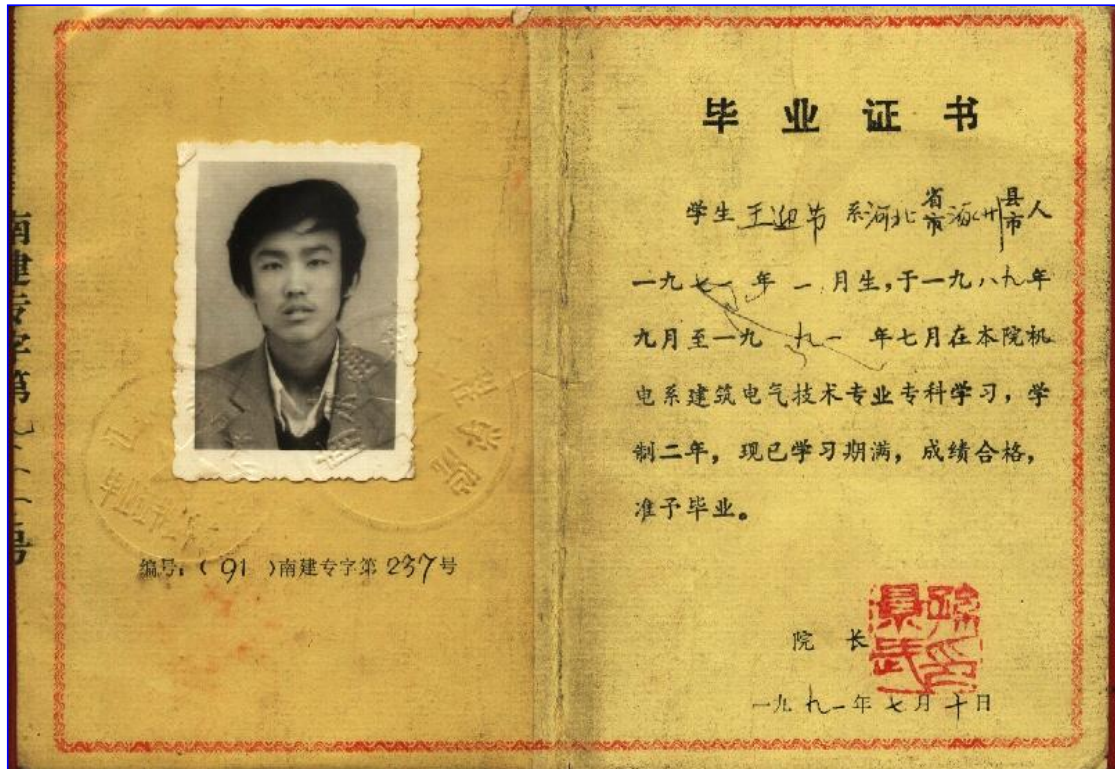 编号:( 91 )南建专字第 237号
毕业证书
学生 王迎节 系河北省市涿州县市人
一九七一年 一 月生,于一九八九年
九月至一九 九一 年七月在本院机
电系建筑电气技术专业专科学习,学
制二年,现已学习期满,成绩合格,
准予毕业。
院 长
一九九一年七月十日